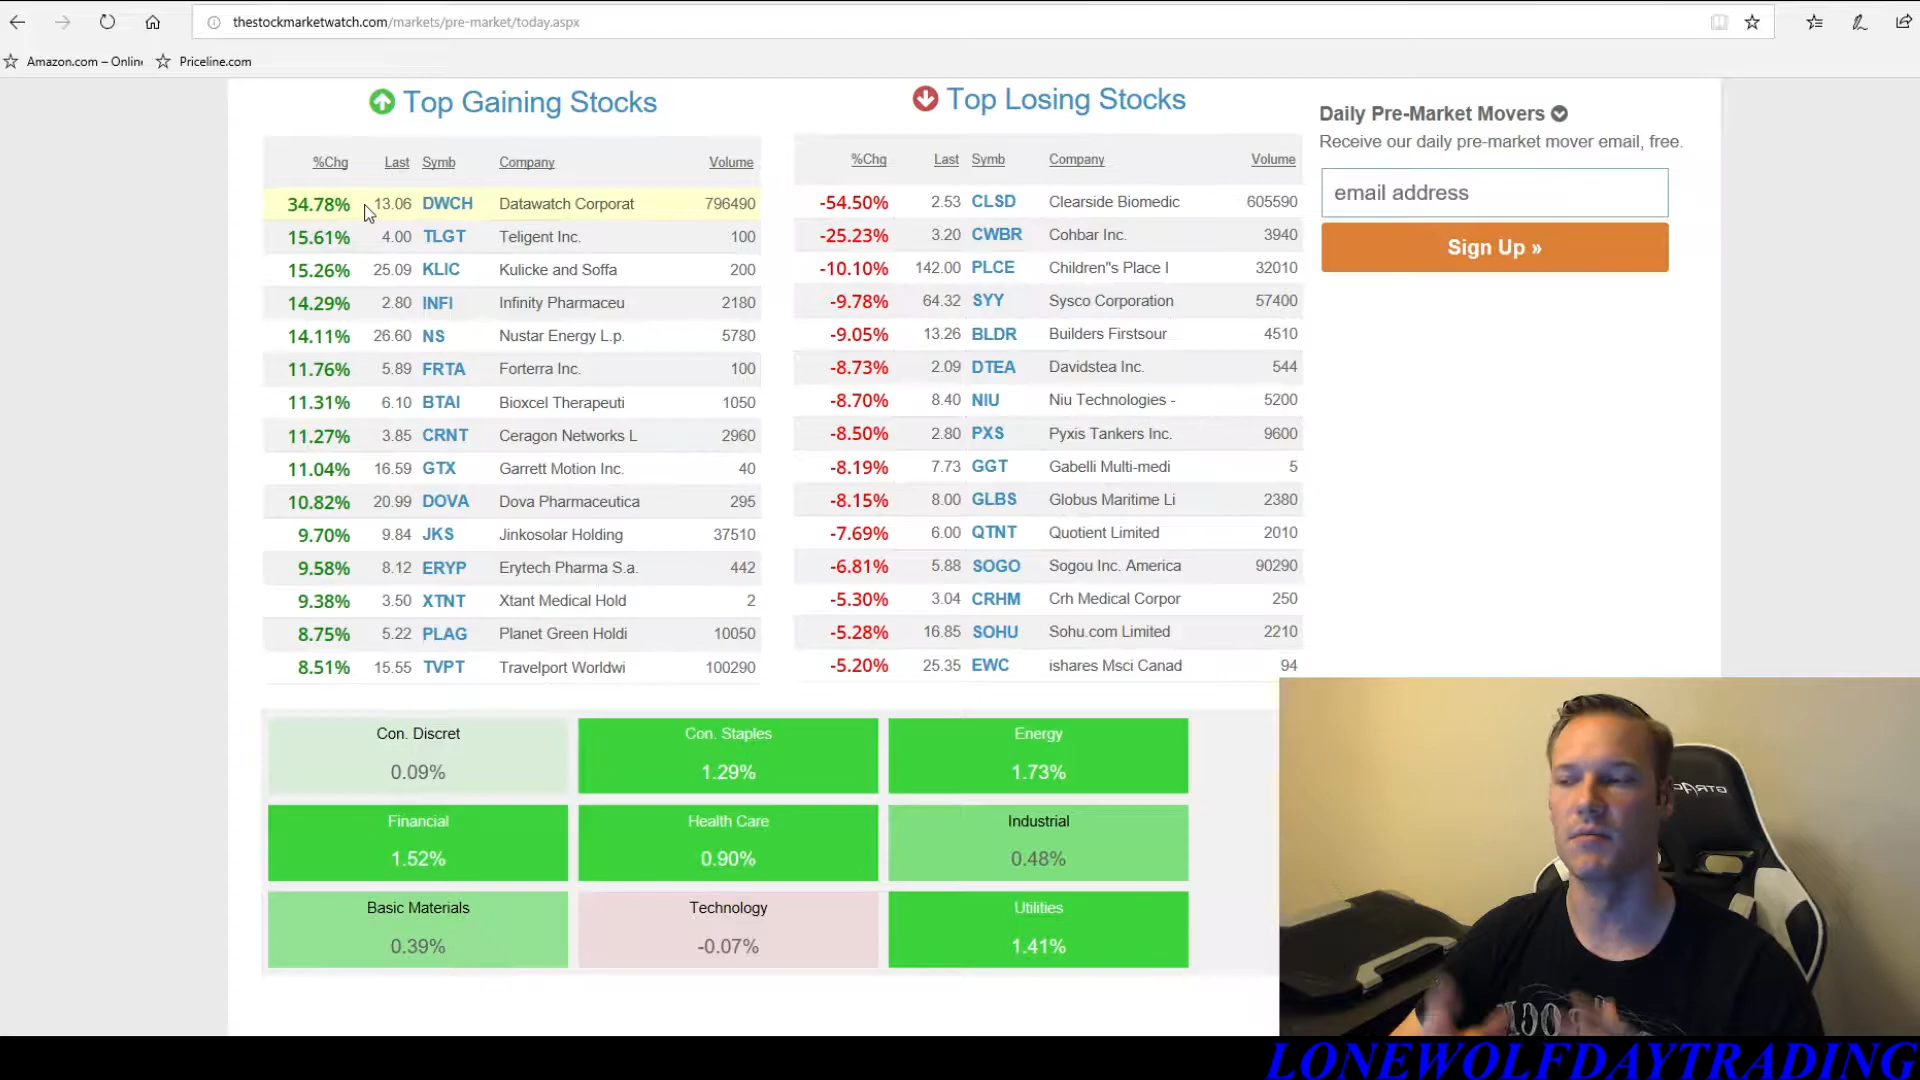 thestockmarketwatch.com/markets/pre-market/today.aspx
Amazon.com – Onlin Priceline.com
Top Gaining Stocks
%Chg Last Symb Company Volume
34.78% 13.06 DWCH Datawatch Corporat 796490
15.61% 4.00 TLGT Teligent Inc. 100
15.26% 25.09 KLIC Kulicke and Soffa 200
14.29% 2.80 INFI Infinity Pharmaceu 2180
14.11% 26.60 NS Nustar Energy L.p. 5780
11.76% 5.89 FRTA Forterra Inc. 100
11.31% 6.10 BTAI Bioxcel Therapeuti 1050
11.27% 3.85 CRNT Ceragon Networks L 2960
11.04% 16.59 GTX Garrett Motion Inc. 40
10.82% 20.99 DOVA Dova Pharmaceutica 295
9.70% 9.84 JKS Jinkosolar Holding 37510
9.58% 8.12 ERYP Erytech Pharma S.a. 442
9.38% 3.50 XTNT Xtant Medical Hold 2
8.75% 5.22 PLAG Planet Green Holdi 10050
8.51% 15.55 TVPT Travelport Worldwi 100290
Top Losing Stocks
%Chg Last Symb Company Volume
-54.50% 2.53 CLSD Clearside Biomedic 605590
-25.23% 3.20 CWBR Cohbar Inc. 3940
-10.10% 142.00 PLCE Children"s Place I 32010
-9.78% 64.32 SYY Sysco Corporation 57400
-9.05% 13.26 BLDR Builders Firstsour 4510
-8.73% 2.09 DTEA Davidstea Inc. 544
-8.70% 8.40 NIU Niu Technologies - 5200
-8.50% 2.80 PXS Pyxis Tankers Inc. 9600
-8.19% 7.73 GGT Gabelli Multi-medi 5
-8.15% 8.00 GLBS Globus Maritime Li 2380
-7.69% 6.00 QTNT Quotient Limited 2010
-6.81% 5.88 SOGO Sogou Inc. America 90290
-5.30% 3.04 CRHM Crh Medical Corpor 250
-5.28% 16.85 SOHU Sohu.com Limited 2210
-5.20% 25.35 EWC ishares Msci Canad 94
Daily Pre-Market Movers
Receive our daily pre-market mover email, free.
email address
Sign Up »
Con. Discret Con. Staples Energy
0.09% 1.29% 1.73%
Financial Health Care Industrial
1.52% 0.90% 0.48%
Basic Materials Technology Utilities
0.39% -0.07% 1.41%
LONEWOLFDAYTRADING